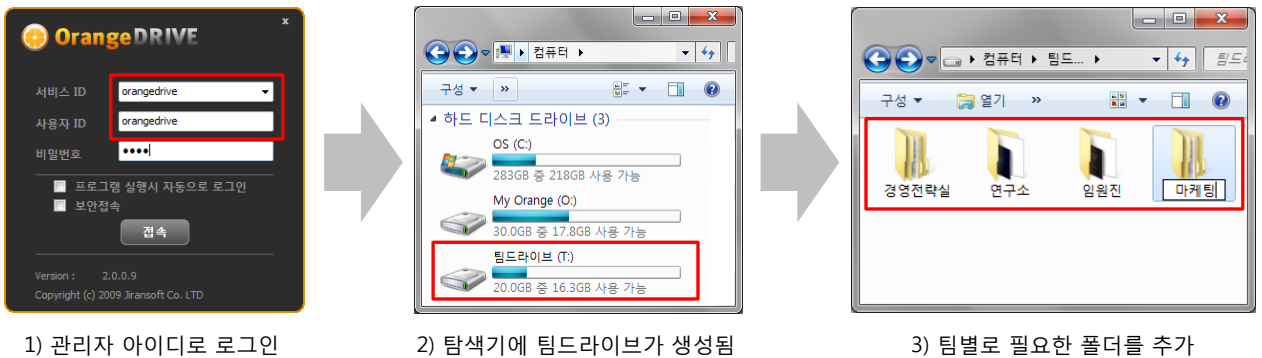 x
OrangeDRIVE
서비스 ID
orangedrive
사용자 ID
orangedrive
비밀번호
프로그램 실행시 자동으로 로그인
보안접속
접속
Version : 2.0.0.9
Copyright (c) 2009 Jiransoft Co. LTD
1) 관리자 아이디로 로그인
컴퓨터
구성
하드 디스크 드라이브 (3)
OS (C:)
283GB 중 218GB 사용 가능
My Orange (O:)
30.0GB 중 17.8GB 사용 가능
팀드라이브 (T:)
20.0GB 중 16.3GB 사용 가능
2) 탐색기에 팀드라이브가 생성됨
컴퓨터 팀드...
구성 열기
경영전략실 연구소 임원진 마케팅
3) 팀별로 필요한 폴더를 추가